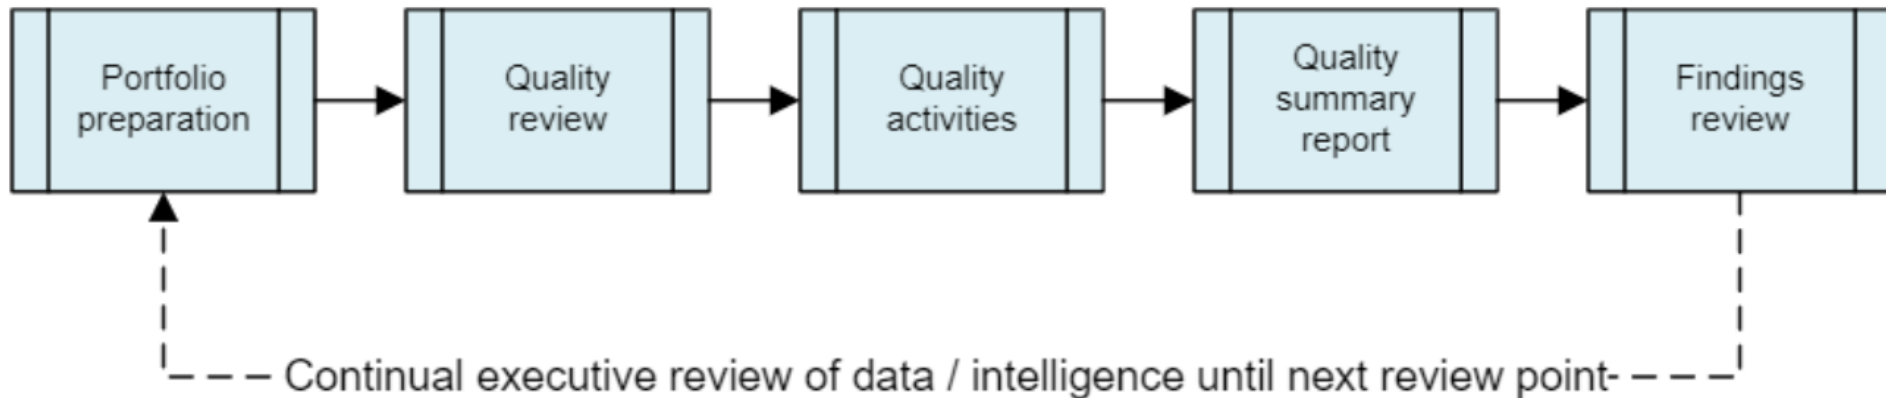 Portfolio
preparation
Quality
review
Quality
activities
Quality
summary
report
Findings
review
Continual executive review of data / intelligence until next review point